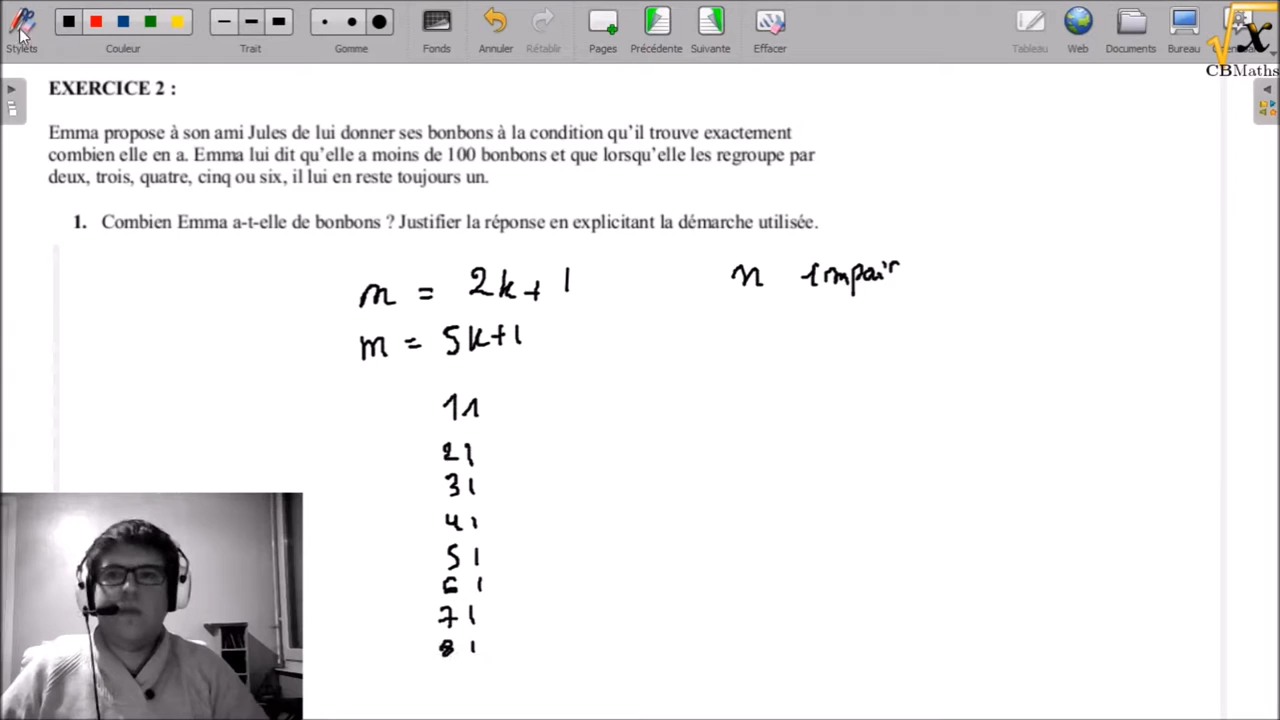 Stylets
Couleur
Trait
Gomme
Fonds
Annuler
Rétablir
Pages
Précédente
Suivante
Effacer
Tableau
Web
Documents
Bureau
CBMaths
EXERCICE 2 :
Emma propose à son ami Jules de lui donner ses bonbons à la condition qu'il trouve exactement
combien elle en a. Emma lui dit qu'elle a moins de 100 bonbons et que lorsqu'elle les regroupe par
deux, trois, quatre, cinq ou six, il lui en reste toujours un.
1. Combien Emma a-t-elle de bonbons ? Justifier la réponse en explicitant la démarche utilisée.
n = 2k+1
n impair
n = 5k+1
11
21
31
41
51
61
71
81